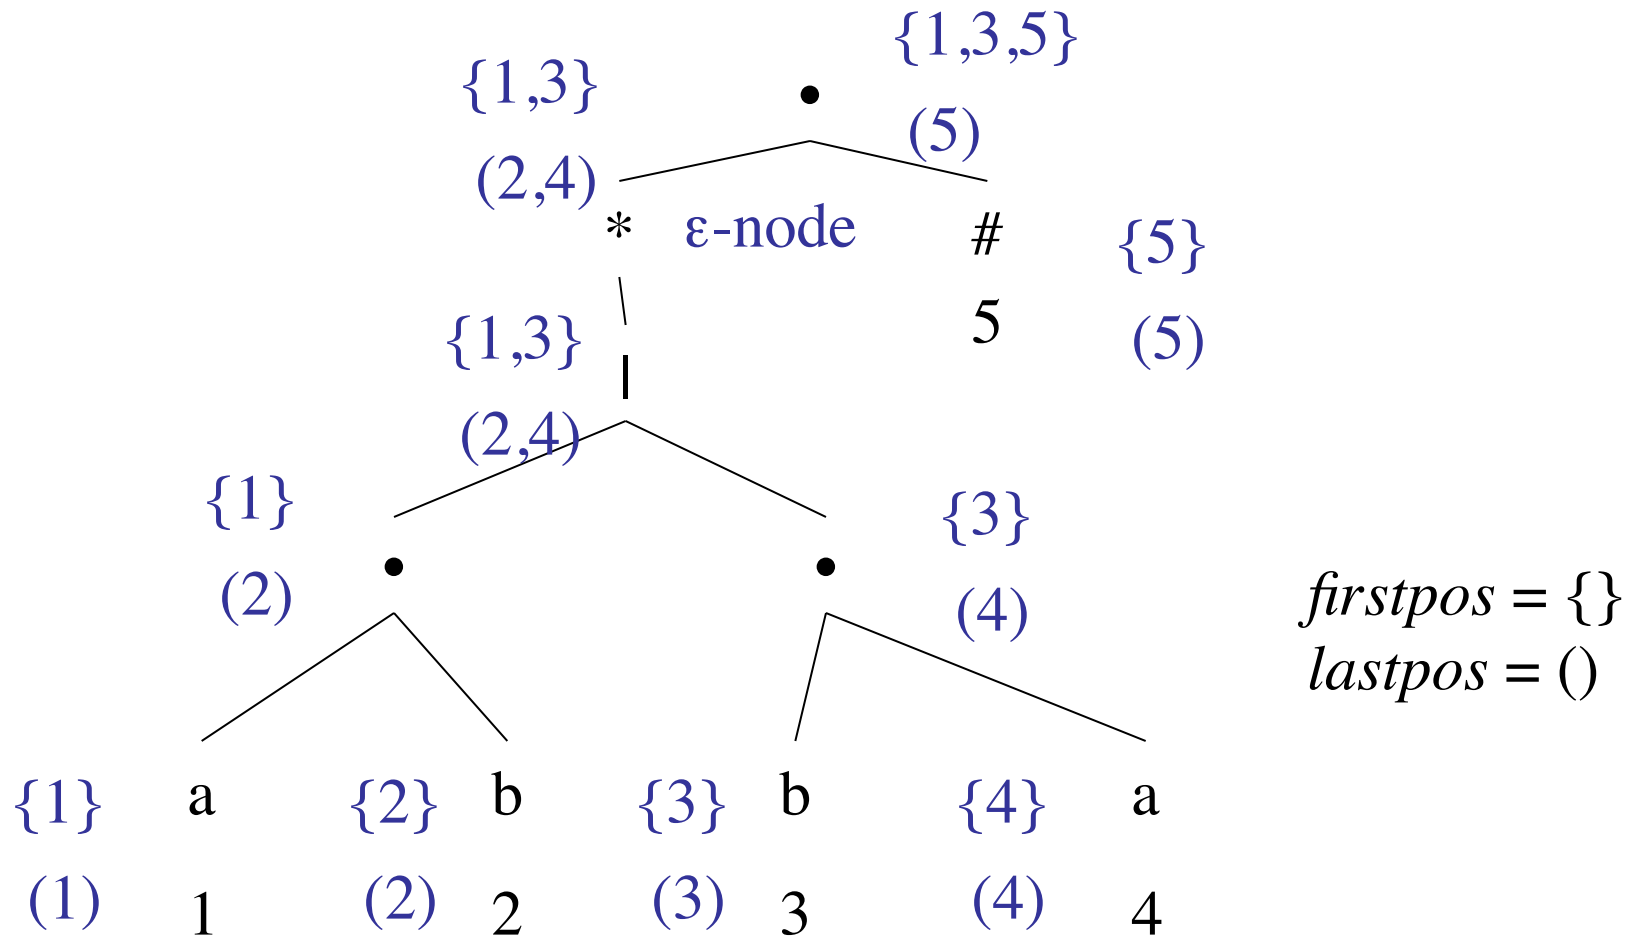 {1,3,5}
{1,3}
•
(5)
(2,4)
* ε-node # {5}
5
{1,3} (5)
|
(2,4)
{1} {3}
• •
(2) (4)
firstpos = {}
lastpos = ()
{1} a {2} b {3} b {4} a
(1) 1 (2) 2 (3) 3 (4) 4